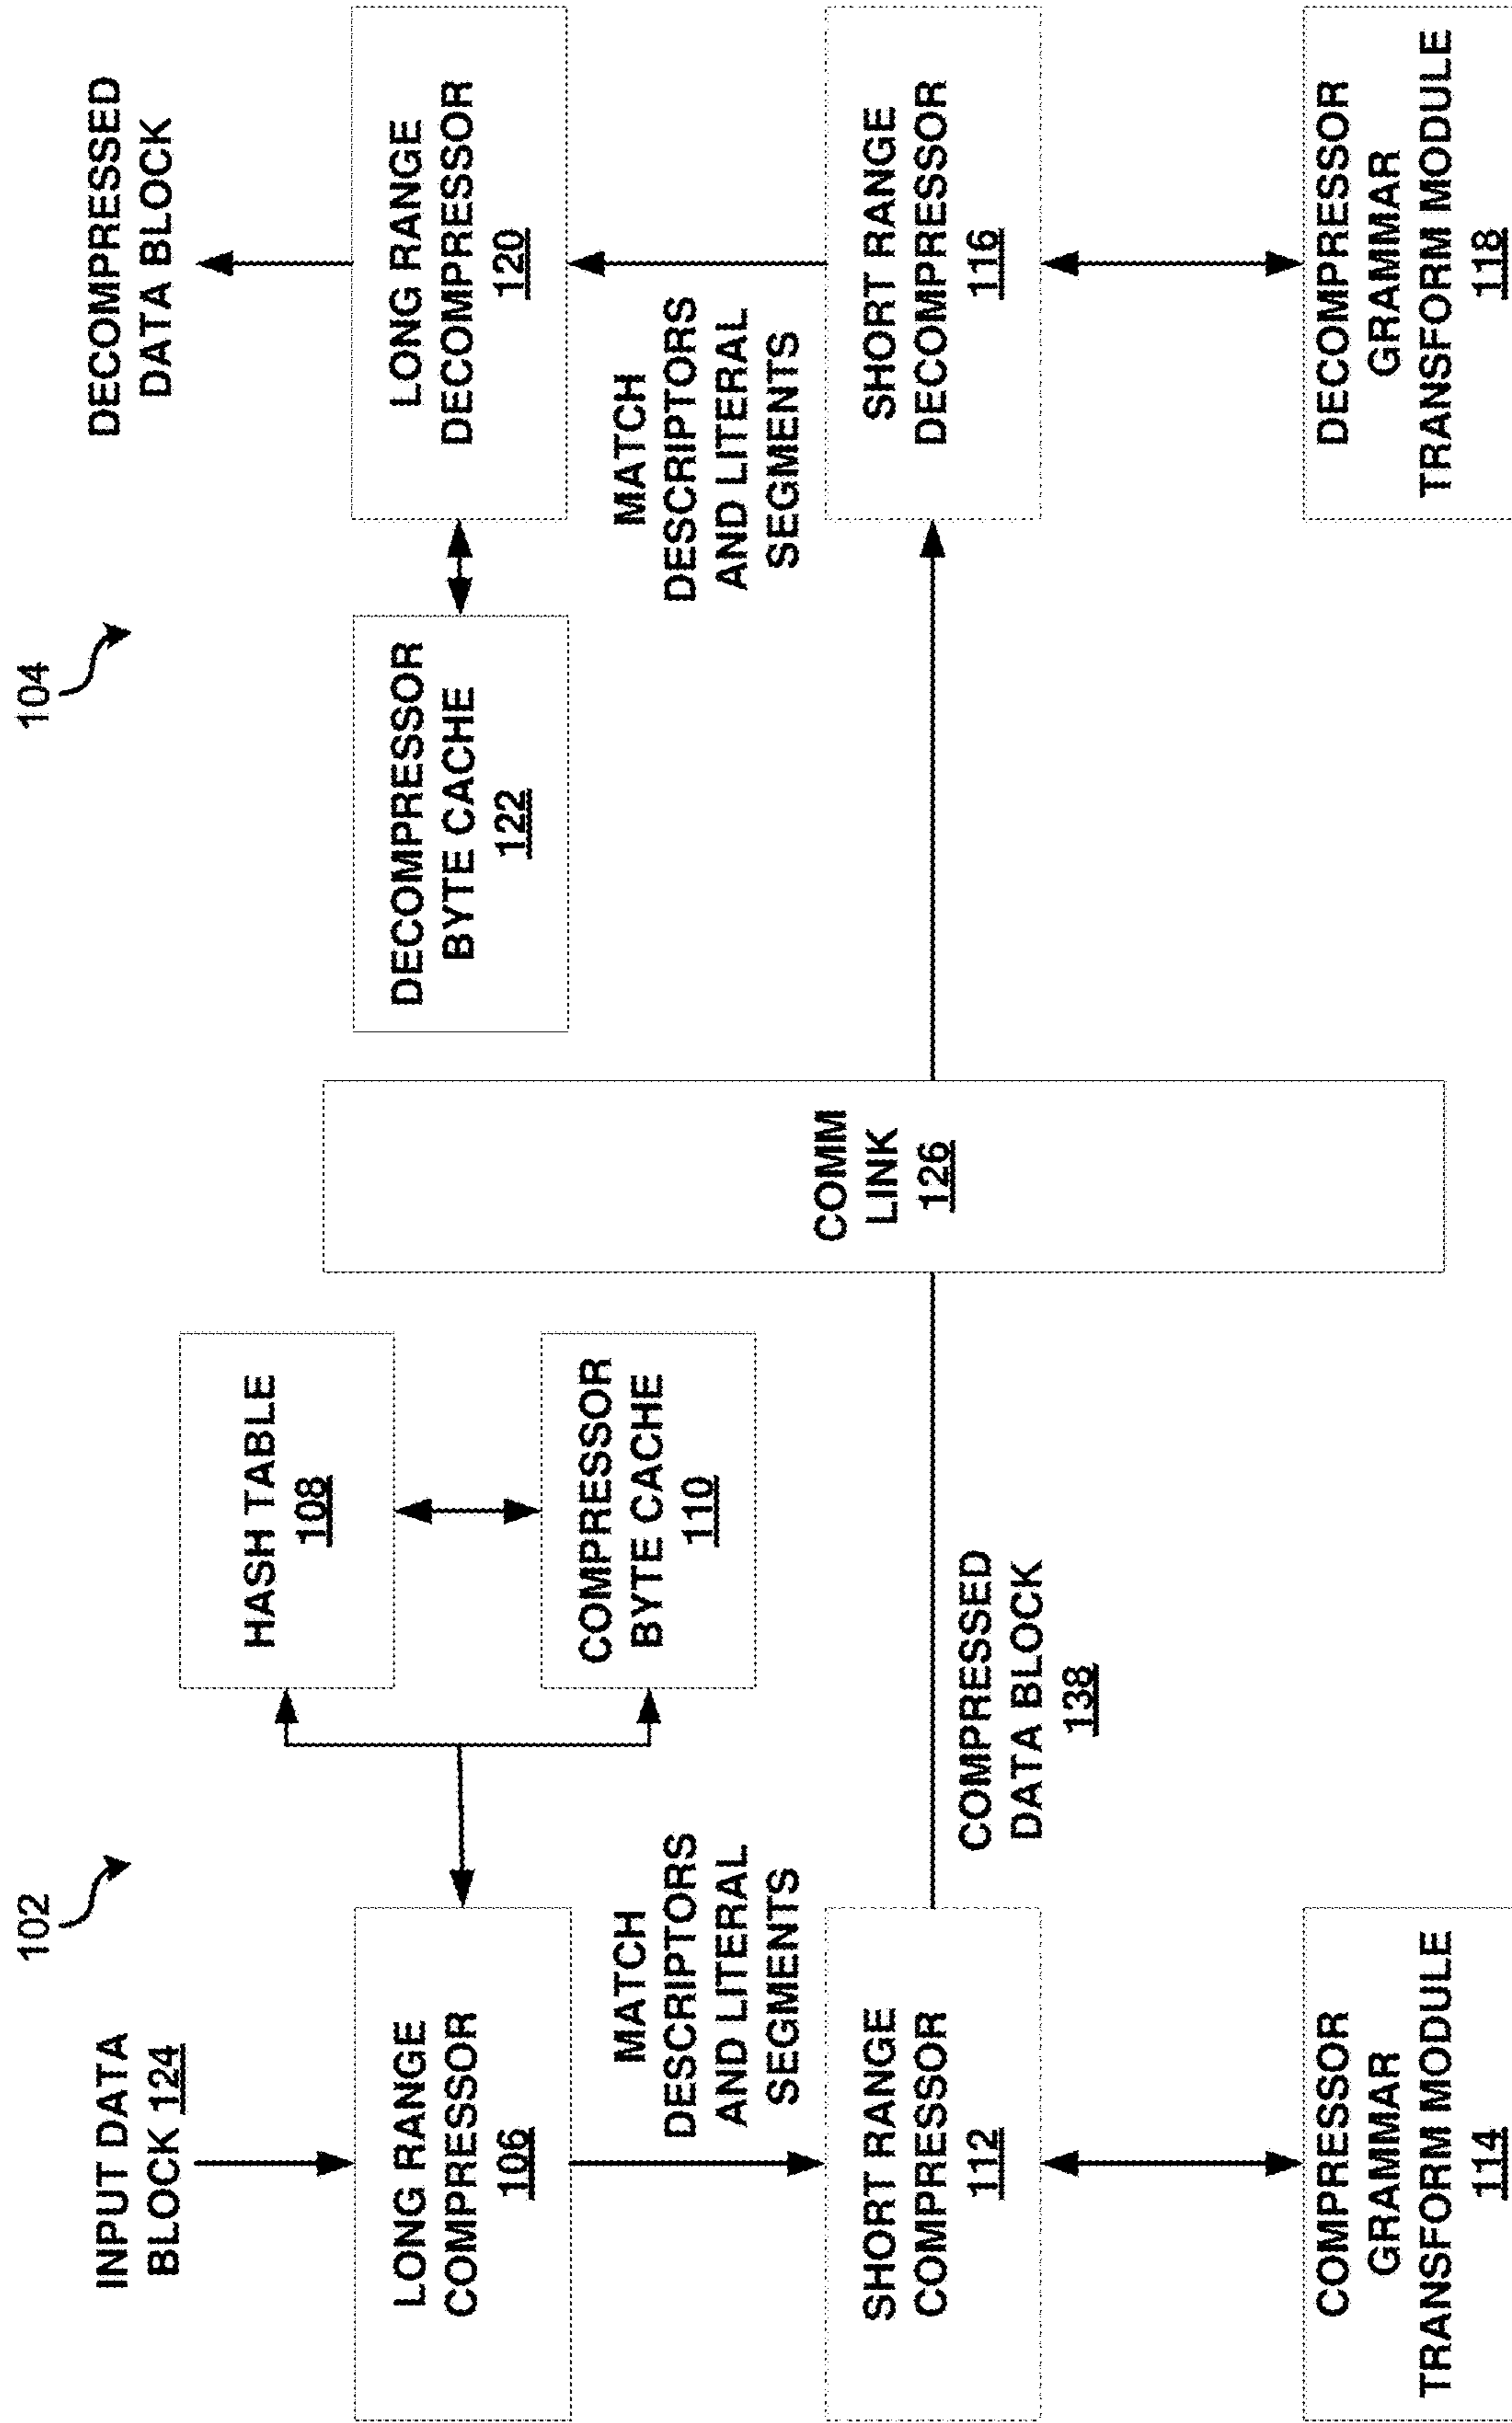 102
INPUT DATA
BLOCK 124
LONG RANGE
COMPRESSOR
106
HASH TABLE
108
COMPRESSOR
BYTE CACHE
110
MATCH
DESCRIPTORS
AND LITERAL
SEGMENTS
SHORT RANGE
COMPRESSOR
112
COMPRESSED
DATA BLOCK
138
COMPRESSOR
GRAMMAR
TRANSFORM MODULE
114
COMM
LINK
126
104
DECOMPRESSED
DATA BLOCK
DECOMPRESSOR
BYTE CACHE
122
LONG RANGE
DECOMPRESSOR
120
MATCH
DESCRIPTORS
AND LITERAL
SEGMENTS
SHORT RANGE
DECOMPRESSOR
116
DECOMPRESSOR
GRAMMAR
TRANSFORM MODULE
118